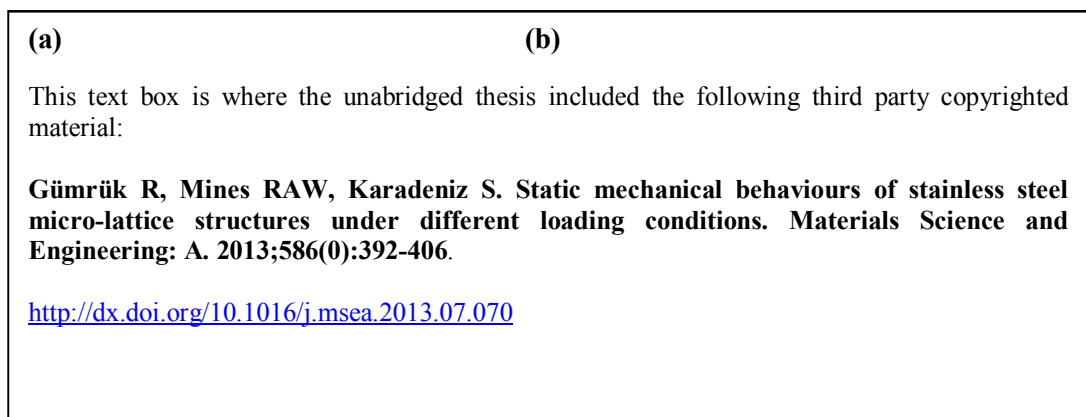 (a) (b)
This text box is where the unabridged thesis included the following third party copyrighted
material:
Gümrük R, Mines RAW, Karadeniz S. Static mechanical behaviours of stainless steel
micro-lattice structures under different loading conditions. Materials Science and
Engineering: A. 2013;586(0):392-406.
http://dx.doi.org/10.1016/j.msea.2013.07.070